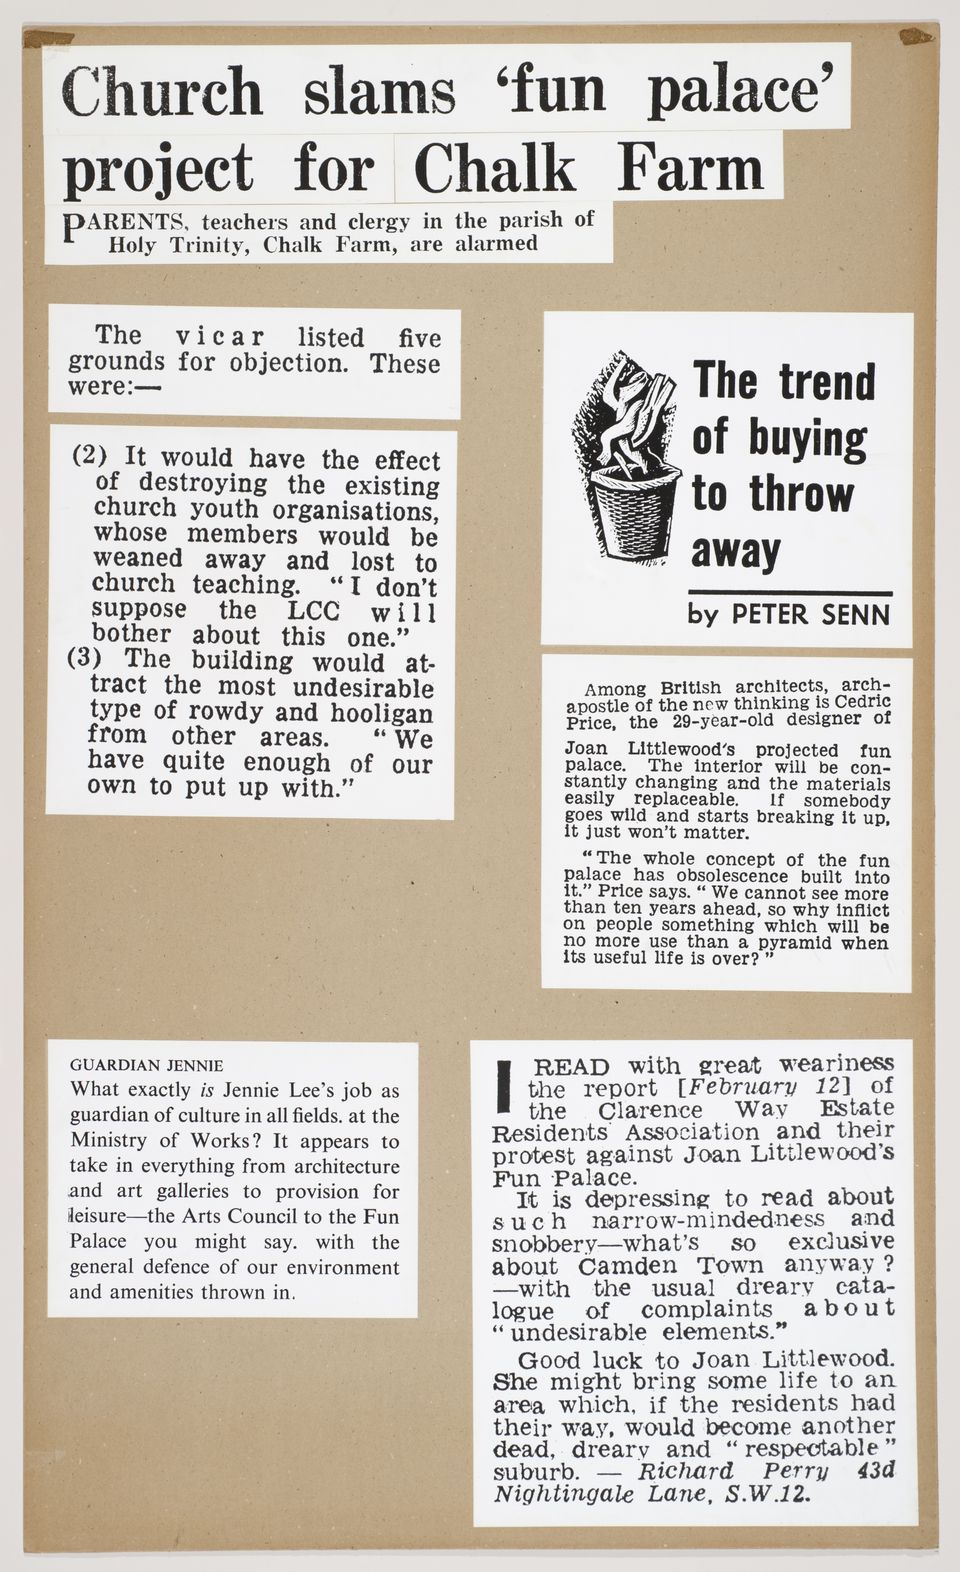 Church slams ‘fun palace’
project for Chalk Farm
PARENTS, teachers and clergy in the parish of
Holy Trinity, Chalk Farm, are alarmed
The vicar listed five
grounds for objection. These
were:—
(2) It would have the effect
of destroying the existing
church youth organisations,
whose members would be
weaned away and lost to
church teaching. “I don’t
suppose the LCC will
bother about this one.”
(3) The building would at-
tract the most undesirable
type of rowdy and hooligan
from other areas. “We
have quite enough of our
own to put up with.”
The trend
of buying
to throw
away
by PETER SENN
Among British architects, arch-
apostle of the new thinking is Cedric
Price, the 29-year-old designer of
Joan Littlewood’s projected fun
palace. The interior will be con-
stantly changing and the materials
easily replaceable. If somebody
goes wild and starts breaking it up,
it just won’t matter.
“The whole concept of the fun
palace has obsolescence built into
it.” Price says. “We cannot see more
than ten years ahead, so why inflict
on people something which will be
no more use than a pyramid when
its useful life is over?”
GUARDIAN JENNIE
What exactly is Jennie Lee’s job as
guardian of culture in all fields. at the
Ministry of Works? It appears to
take in everything from architecture
and art galleries to provision for
leisure—the Arts Council to the Fun
Palace you might say. with the
general defence of our environment
and amenities thrown in.
I READ with great weariness
the report [February 12] of
the Clarence Way Estate
Residents Association and their
protest against Joan Littlewood’s
Fun Palace.
It is depressing to read about
such narrow-mindedness and
snobbery—what’s so exclusive
about Camden Town anyway?
—with the usual dreary cata-
logue of complaints about
“undesirable elements.”
Good luck to Joan Littlewood.
She might bring some life to an
area which, if the residents had
their way, would become another
dead, dreary and “respectable”
suburb. — Richard Perry 43d
Nightingale Lane, S.W.12.